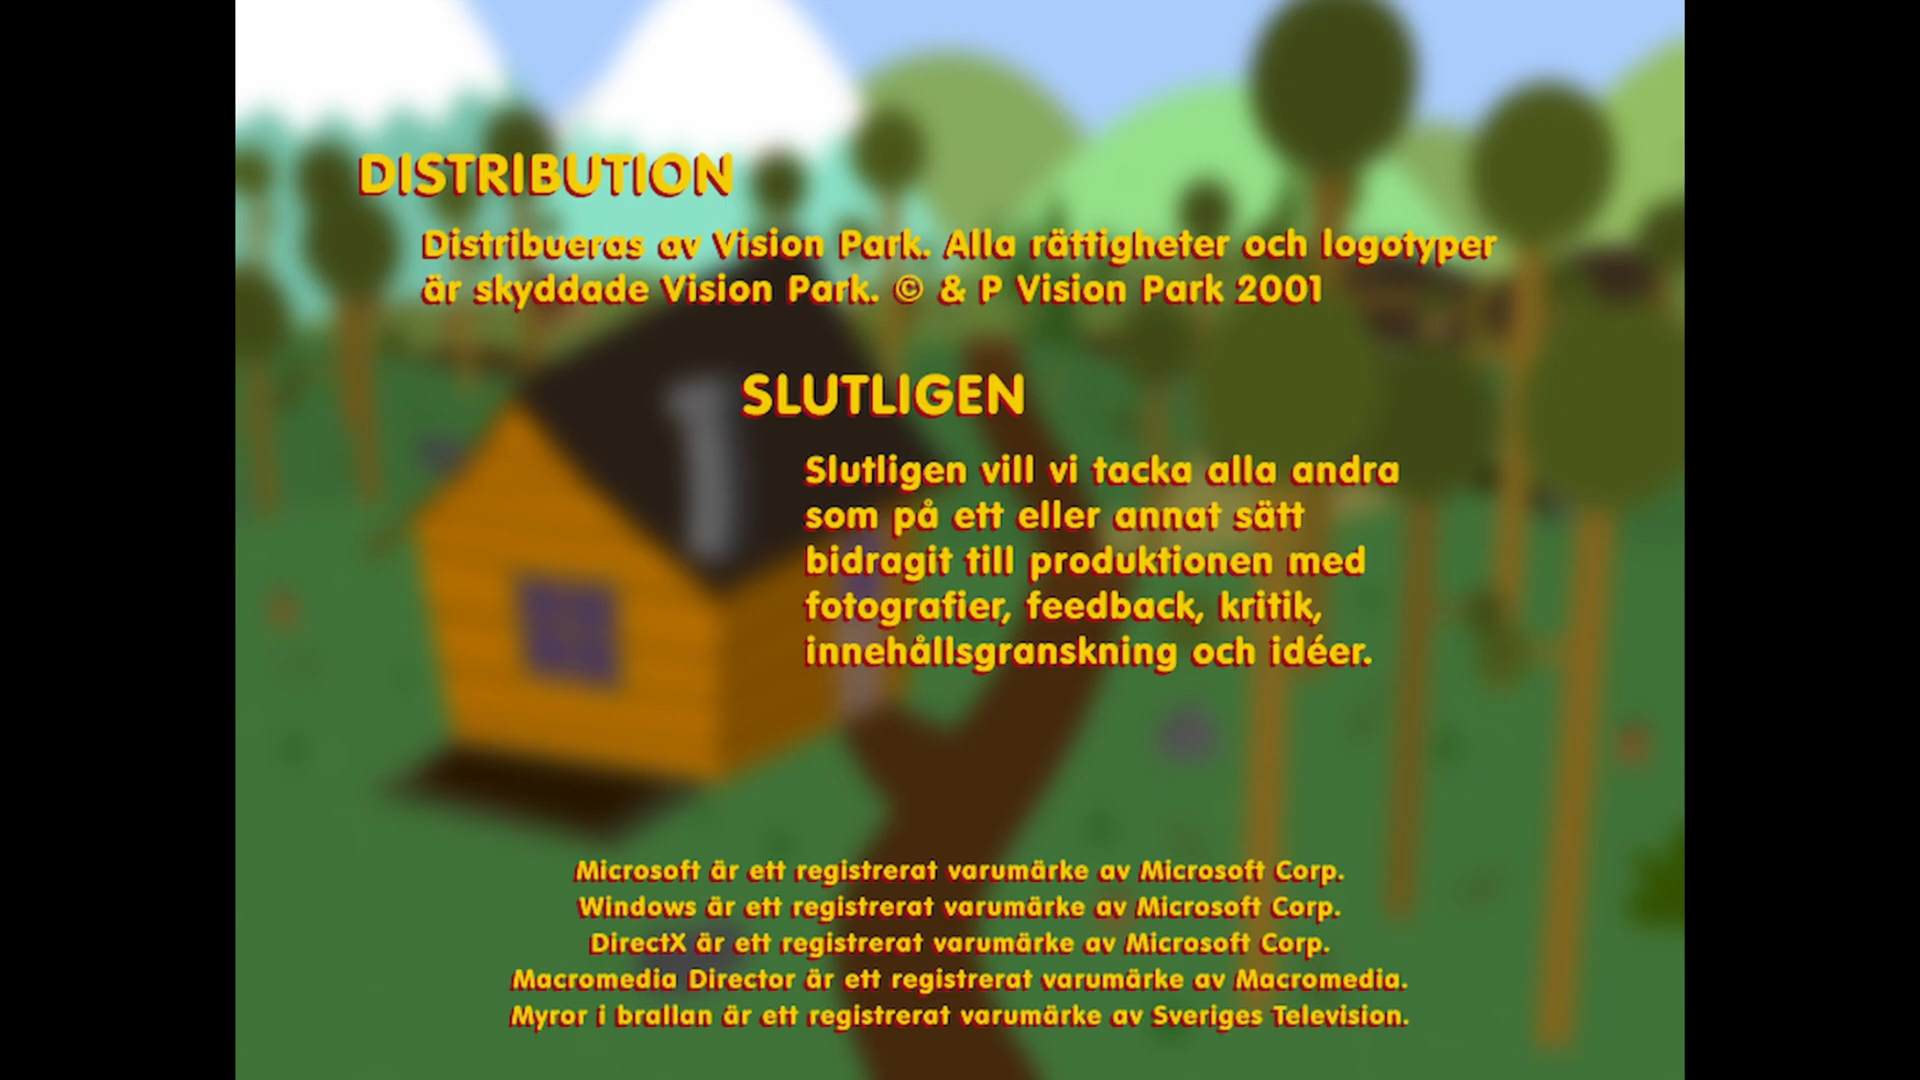 DISTRIBUTION
Distribueras av Vision Park. Alla rättigheter och logotyper
är skyddade Vision Park. © & P Vision Park 2001
SLUTLIGEN
Slutligen vill vi tacka alla andra
som på ett eller annat sätt
bidragit till produktionen med
fotografier, feedback, kritik,
innehållsgranskning och idéer.
Microsoft är ett registrerat varumärke av Microsoft Corp.
Windows är ett registrerat varumärke av Microsoft Corp.
DirectX är ett registrerat varumärke av Microsoft Corp.
Macromedia Director är ett registrerat varumärke av Macromedia.
Myror i brallan är ett registrerat varumärke av Sveriges Television.
1